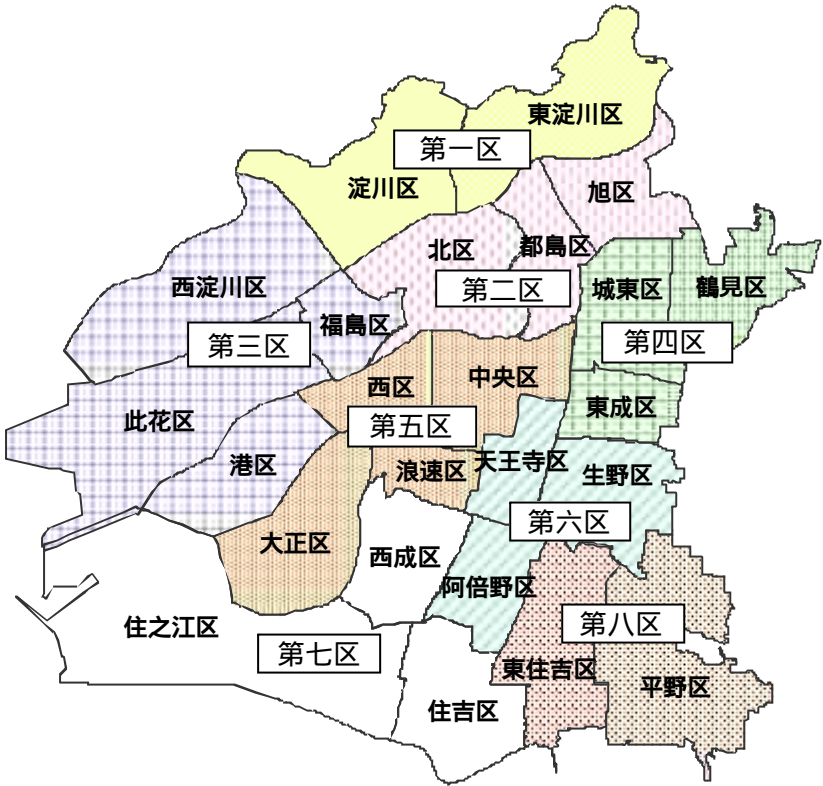 東淀川区
第一区
淀川区
旭区
北区
都島区
西淀川区
第二区
城東区
鶴見区
福島区
第三区
第四区
西区
中央区
東成区
此花区
第五区
港区
浪速区
天王寺区
生野区
第六区
大正区
西成区
阿倍野区
住之江区
第八区
第七区
東住吉区
平野区
住吉区